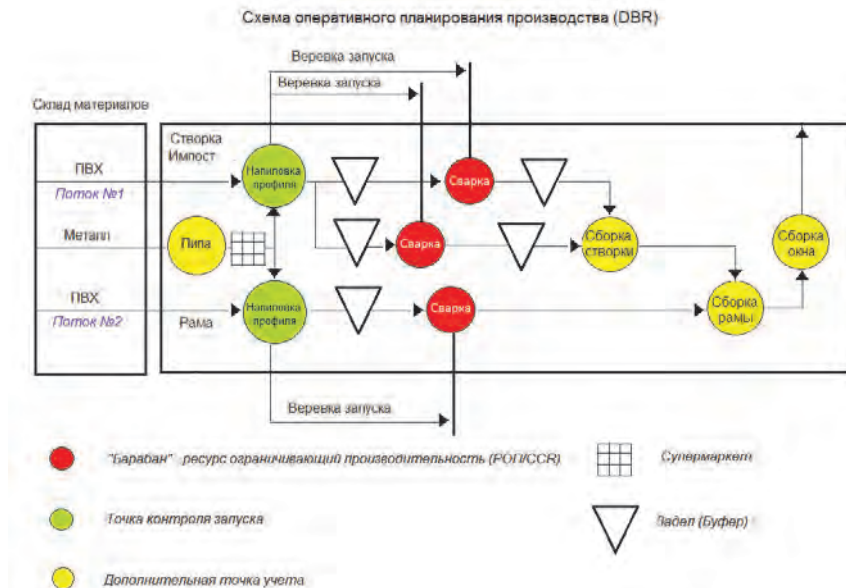 Схема оперативного планирования производства (DBR)
Веревка запуска
Веревка запуска
Склад материалов
Створка
Импост
ПВХ
Поток №1
Напиловка
профиля
Сварка
Металл
Пила
Сварка
Сборка
створки
Сборка
окна
ПВХ
Поток №2
Рама
Напиловка
профиля
Сварка
Сборка
рамы
Веревка запуска
"Барабан" ресурс ограничивающий производительность (РОП/CCR)
Супермаркет
Точка контроля запуска
Задел (Буфер)
Дополнительная точка учета